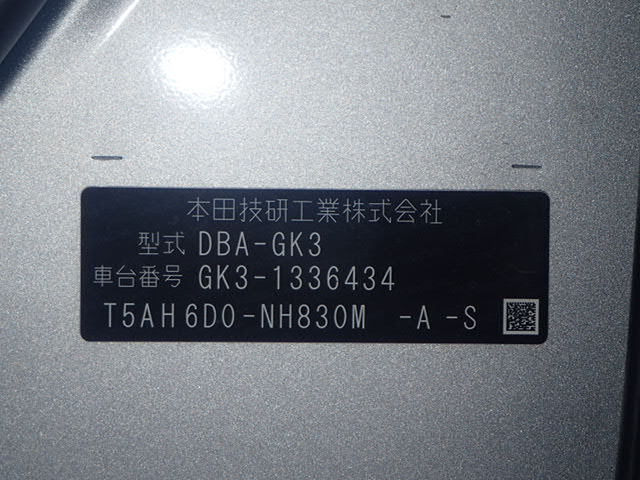 本田技研工業株式会社
型式 DBA-GK3
車台番号 GK3-1336434
T5AH6D0-NH830M -A -S